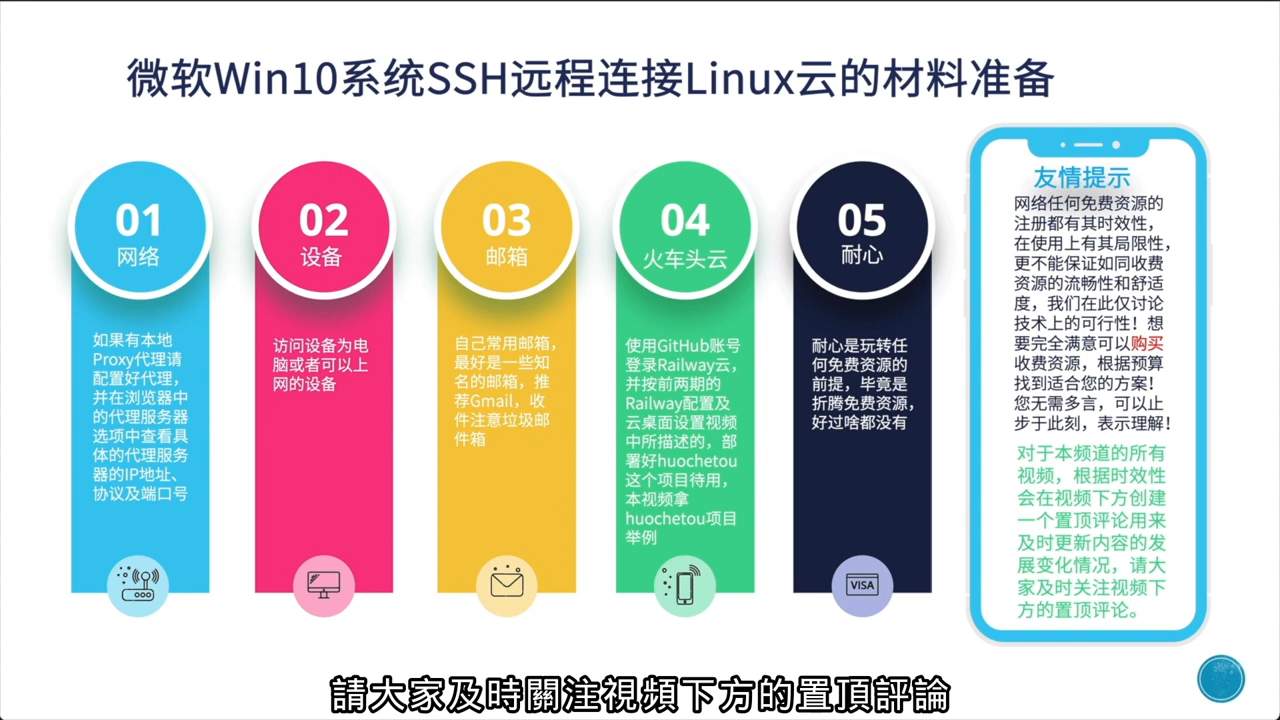 微软Win10系统SSH远程连接Linux云的材料准备
01
网络
如果有本地
Proxy代理请
配置好代理，
并在浏览器中
的代理服务器
选项中查看具
体的代理服务
器的IP地址、
协议及端口号
02
设备
访问设备为电
脑或者可以上
网的设备
03
邮箱
自己常用邮箱，
最好是一些知
名的邮箱，推
荐Gmail，收
件注意垃圾邮
件箱
04
火车头云
使用GitHub账号
登录Railway云，
并按前两期的
Railway配置及
云桌面设置视频
中所描述的，部
署好huochetou
这个项目待用，
本视频拿
huochetou项目
举例
05
耐心
耐心是玩转任
何免费资源的
前提，毕竟是
折腾免费资源，
好过啥都没有
VISA
友情提示
网络任何免费资源的
注册都有其时效性，
在使用上有其局限性，
更不能保证如同收费
资源的流畅性和舒适
度，我们在此仅讨论
技术上的可行性！想
要完全满意可以购买
收费资源，根据预算
找到适合您的方案！
您无需多言，可以止
步于此刻，表示理解！
对于本频道的所有
视频，根据时效性
会在视频下方创建
一个置顶评论用来
及时更新内容的发
展变化情况，请大
家及时关注视频下
方的置顶评论。
請大家及時關注視頻下方的置頂評論